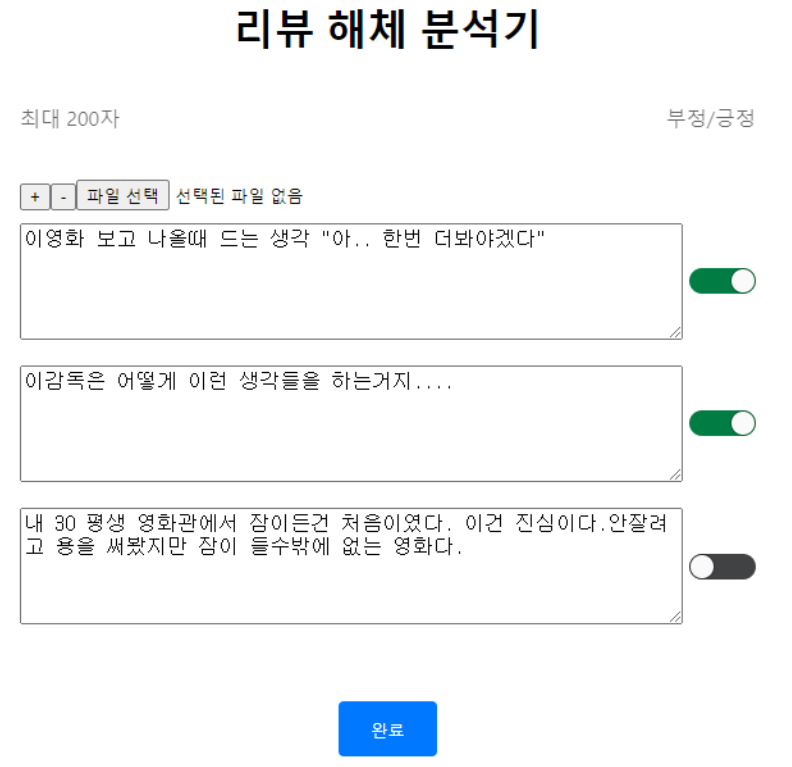 리뷰 해체 분석기
최대 200자 부정/긍정
+ - 파일 선택 선택된 파일 없음
이영화 보고 나올때 드는 생각 "아.. 한번 더봐야겠다"
이감독은 어떻게 이런 생각들을 하는거지....
내 30 평생 영화관에서 잠이든건 처음이였다. 이건 진심이다.안잘려
고 용을 써봤지만 잠이 들수밖에 없는 영화다.
완료